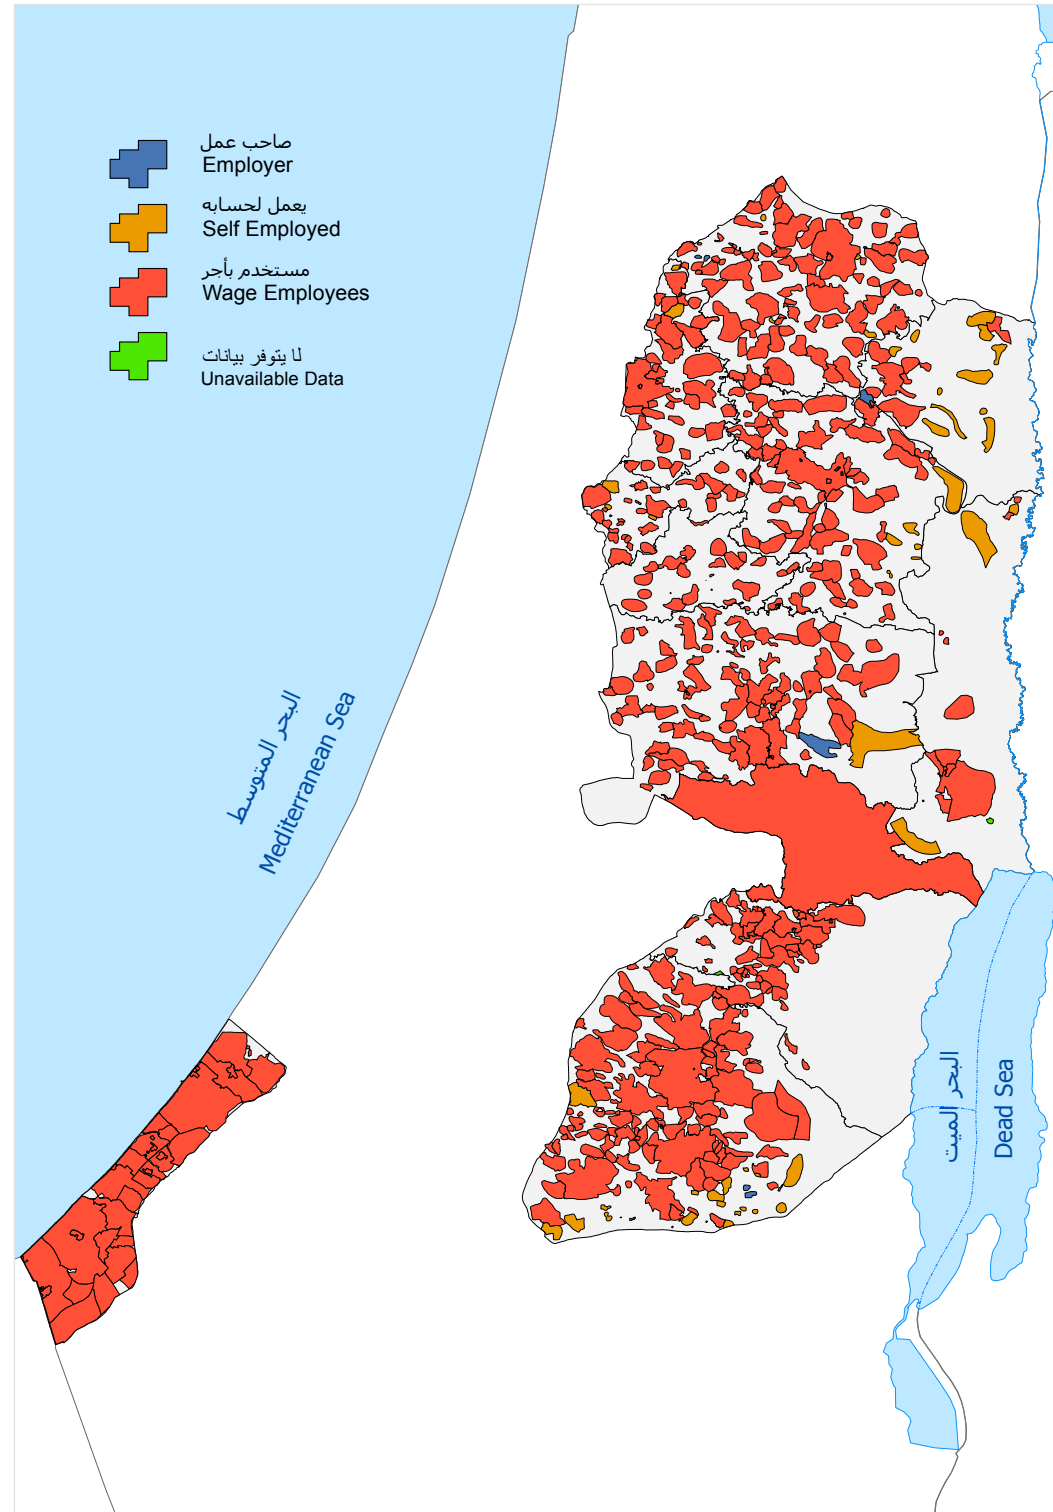 صاحب عمل
Employer
يعمل لحسابه
Self Employed
مستخدم بأجر
Wage Employees
لا يتوفر بيانات
Unavailable Data
البحر المتوسط
Mediterranean Sea
البحر الميت
Dead Sea